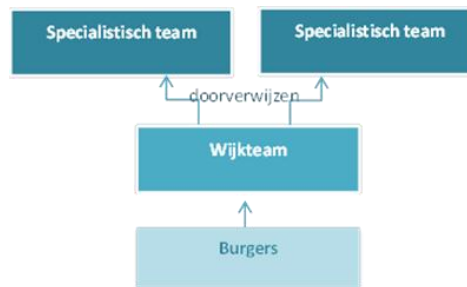 Specialistisch team
Specialistisch team
doorverwijzen
Wijkteam
Burgers